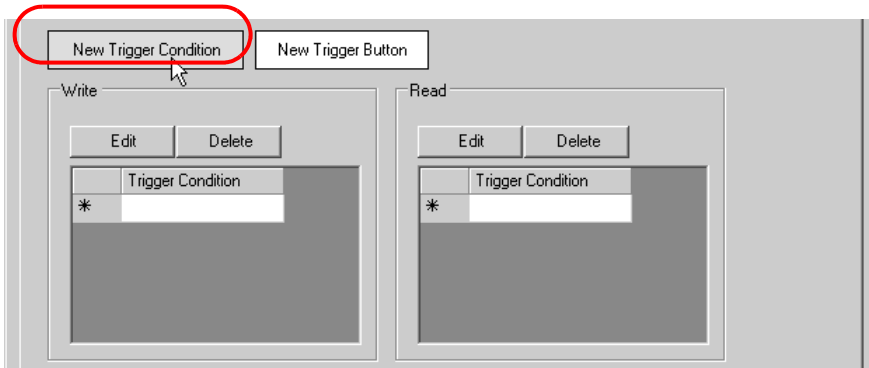 New Trigger Condition New Trigger Button
Write Read
Edit Delete Edit Delete
Trigger Condition Trigger Condition
* *